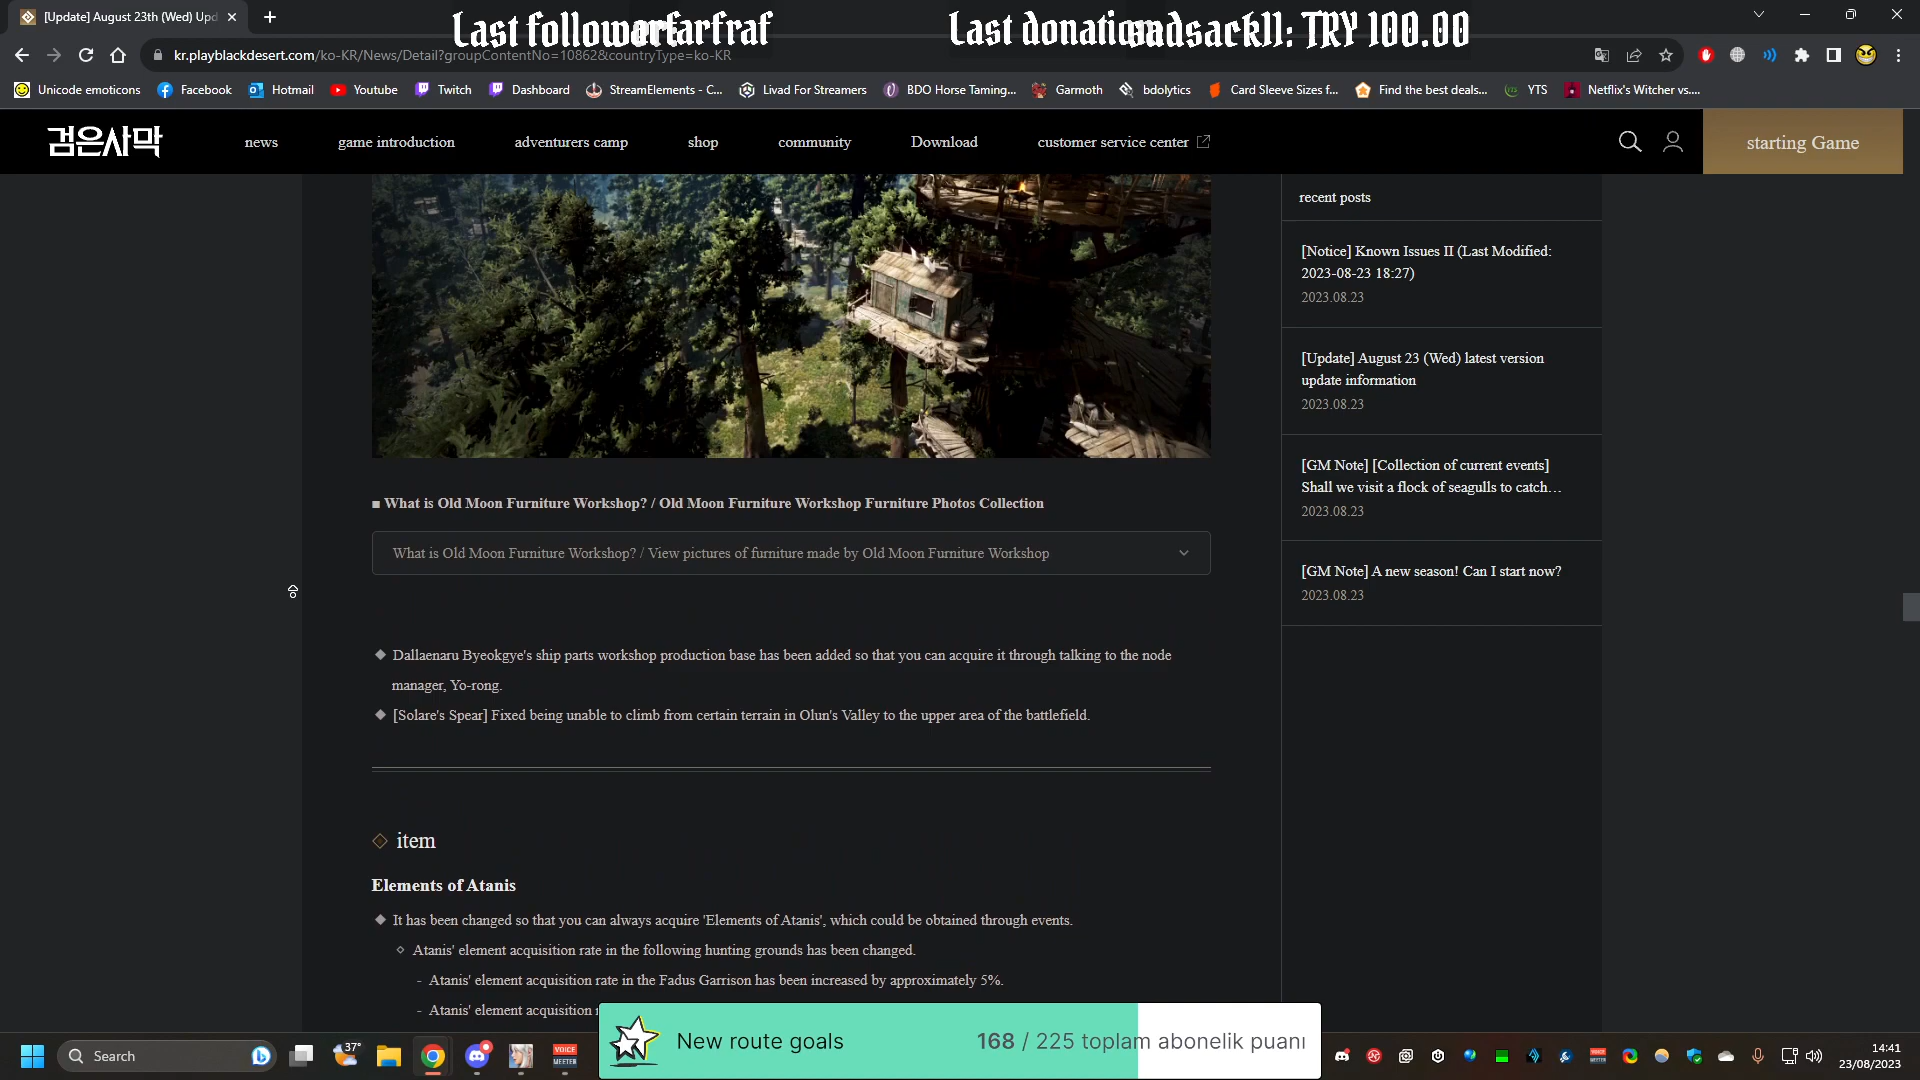 [Update] August 23th (Wed) Upd
Last follower
arfarfraf
Last donation
sadsackll: TRY 100.00
kr.playblackdesert.com/ko-KR/News/Detail?groupContentNo=10862&countryType=ko-KR
Unicode emoticons
Facebook
Hotmail
Youtube
Twitch
Dashboard
StreamElements - C...
Livad For Streamers
BDO Horse Taming...
Garmoth
bdolytics
Card Sleeve Sizes f...
Find the best deals...
YTS
Netflix's Witcher vs....
검은사막
news
game introduction
adventurers camp
shop
community
Download
customer service center
starting Game
■ What is Old Moon Furniture Workshop? / Old Moon Furniture Workshop Furniture Photos Collection
What is Old Moon Furniture Workshop? / View pictures of furniture made by Old Moon Furniture Workshop
◆ Dallaenaru Byeokgye's ship parts workshop production base has been added so that you can acquire it through talking to the node
manager, Yo-rong.
◆ [Solare's Spear] Fixed being unable to climb from certain terrain in Olun's Valley to the upper area of the battlefield.
◇ item
Elements of Atanis
◆ It has been changed so that you can always acquire 'Elements of Atanis', which could be obtained through events.
◇ Atanis' element acquisition rate in the following hunting grounds has been changed.
- Atanis' element acquisition rate in the Fadus Garrison has been increased by approximately 5%.
- Atanis' element acquisition
recent posts
[Notice] Known Issues II (Last Modified:
2023-08-23 18:27)
2023.08.23
[Update] August 23 (Wed) latest version
update information
2023.08.23
[GM Note] [Collection of current events]
Shall we visit a flock of seagulls to catch...
2023.08.23
[GM Note] A new season! Can I start now?
2023.08.23
New route goals
168 / 225 toplam abonelik puanı
Search
37°
VOICE
MEETER
14:41
23/08/2023